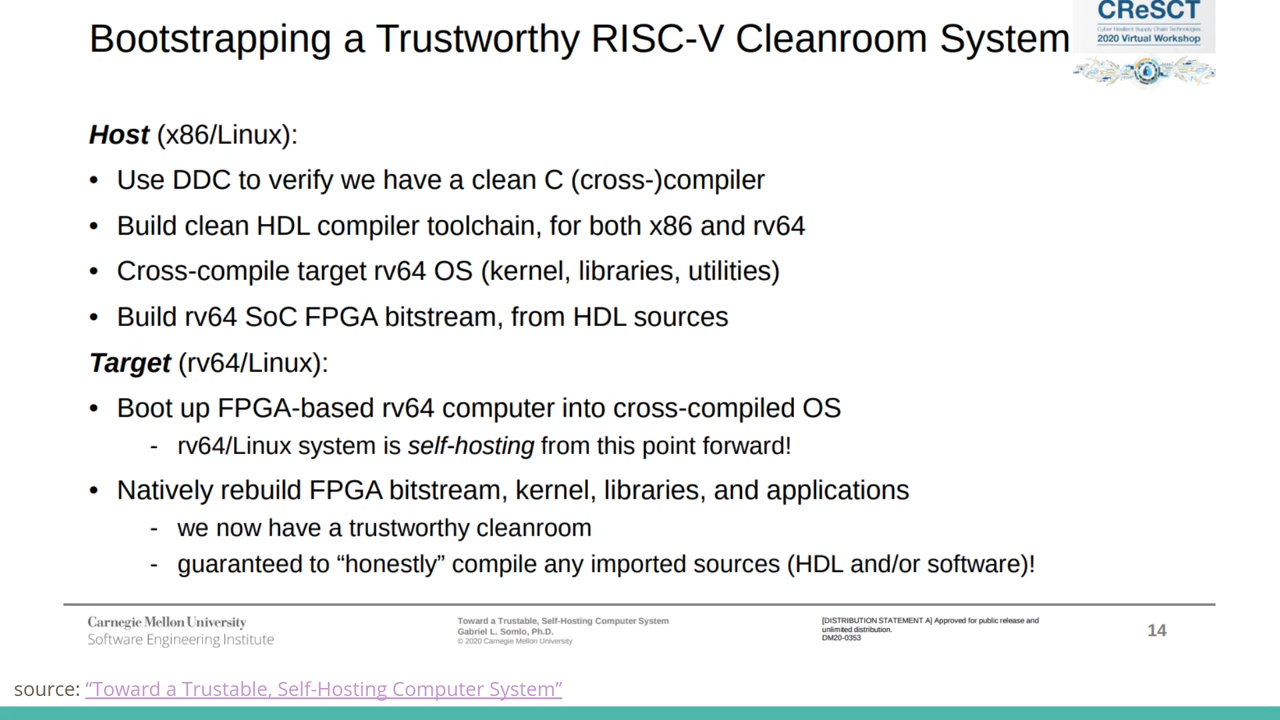 Bootstrapping a Trustworthy RISC-V Cleanroom System
CReSCT
Cyber Resilient Supply Chain Technologies
2020 Virtual Workshop
Host (x86/Linux):
• Use DDC to verify we have a clean C (cross-)compiler
• Build clean HDL compiler toolchain, for both x86 and rv64
• Cross-compile target rv64 OS (kernel, libraries, utilities)
• Build rv64 SoC FPGA bitstream, from HDL sources
Target (rv64/Linux):
• Boot up FPGA-based rv64 computer into cross-compiled OS
- rv64/Linux system is self-hosting from this point forward!
• Natively rebuild FPGA bitstream, kernel, libraries, and applications
- we now have a trustworthy cleanroom
- guaranteed to “honestly” compile any imported sources (HDL and/or software)!
Carnegie Mellon University
Software Engineering Institute
Toward a Trustable, Self-Hosting Computer System
Gabriel L. Somlo, Ph.D.
© 2020 Carnegie Mellon University
[DISTRIBUTION STATEMENT A] Approved for public release and
unlimited distribution.
DM20-0353
14
source: “Toward a Trustable, Self-Hosting Computer System”